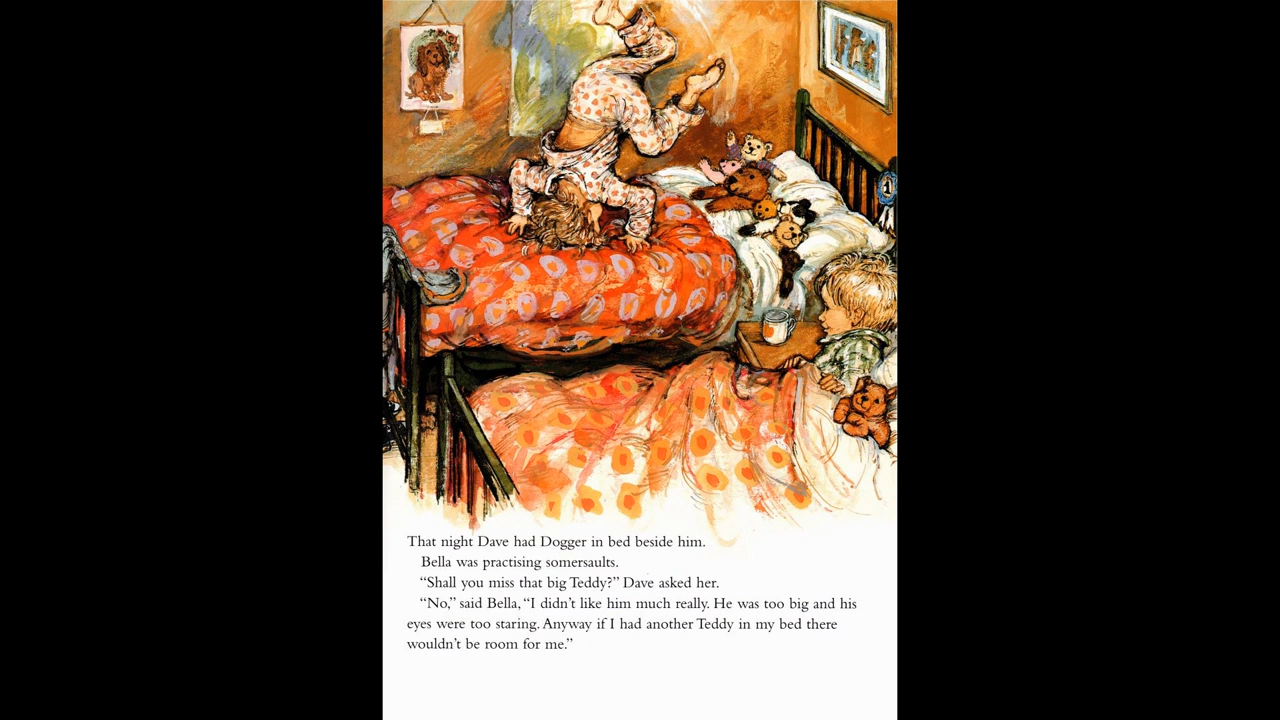 1
That night Dave had Dogger in bed beside him.
Bella was practising somersaults.
“Shall you miss that big Teddy?” Dave asked her.
“No,” said Bella, “I didn’t like him much really. He was too big and his
eyes were too staring. Anyway if I had another Teddy in my bed there
wouldn’t be room for me.”